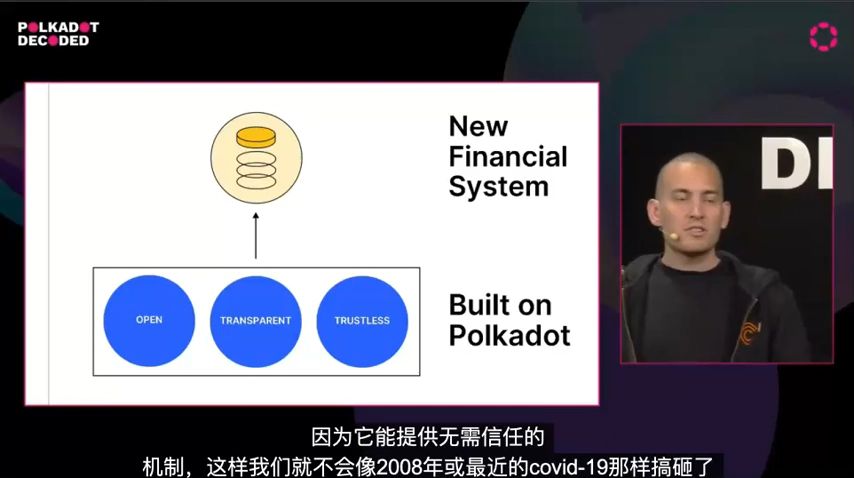 POLKADOT
DECODED
New
Financial
System
OPEN
TRANSPARENT
TRUSTLESS
Built on
Polkadot
因为它能提供无需信任的
机制，这样我们就不会像2008年或最近的covid-19那样搞砸了